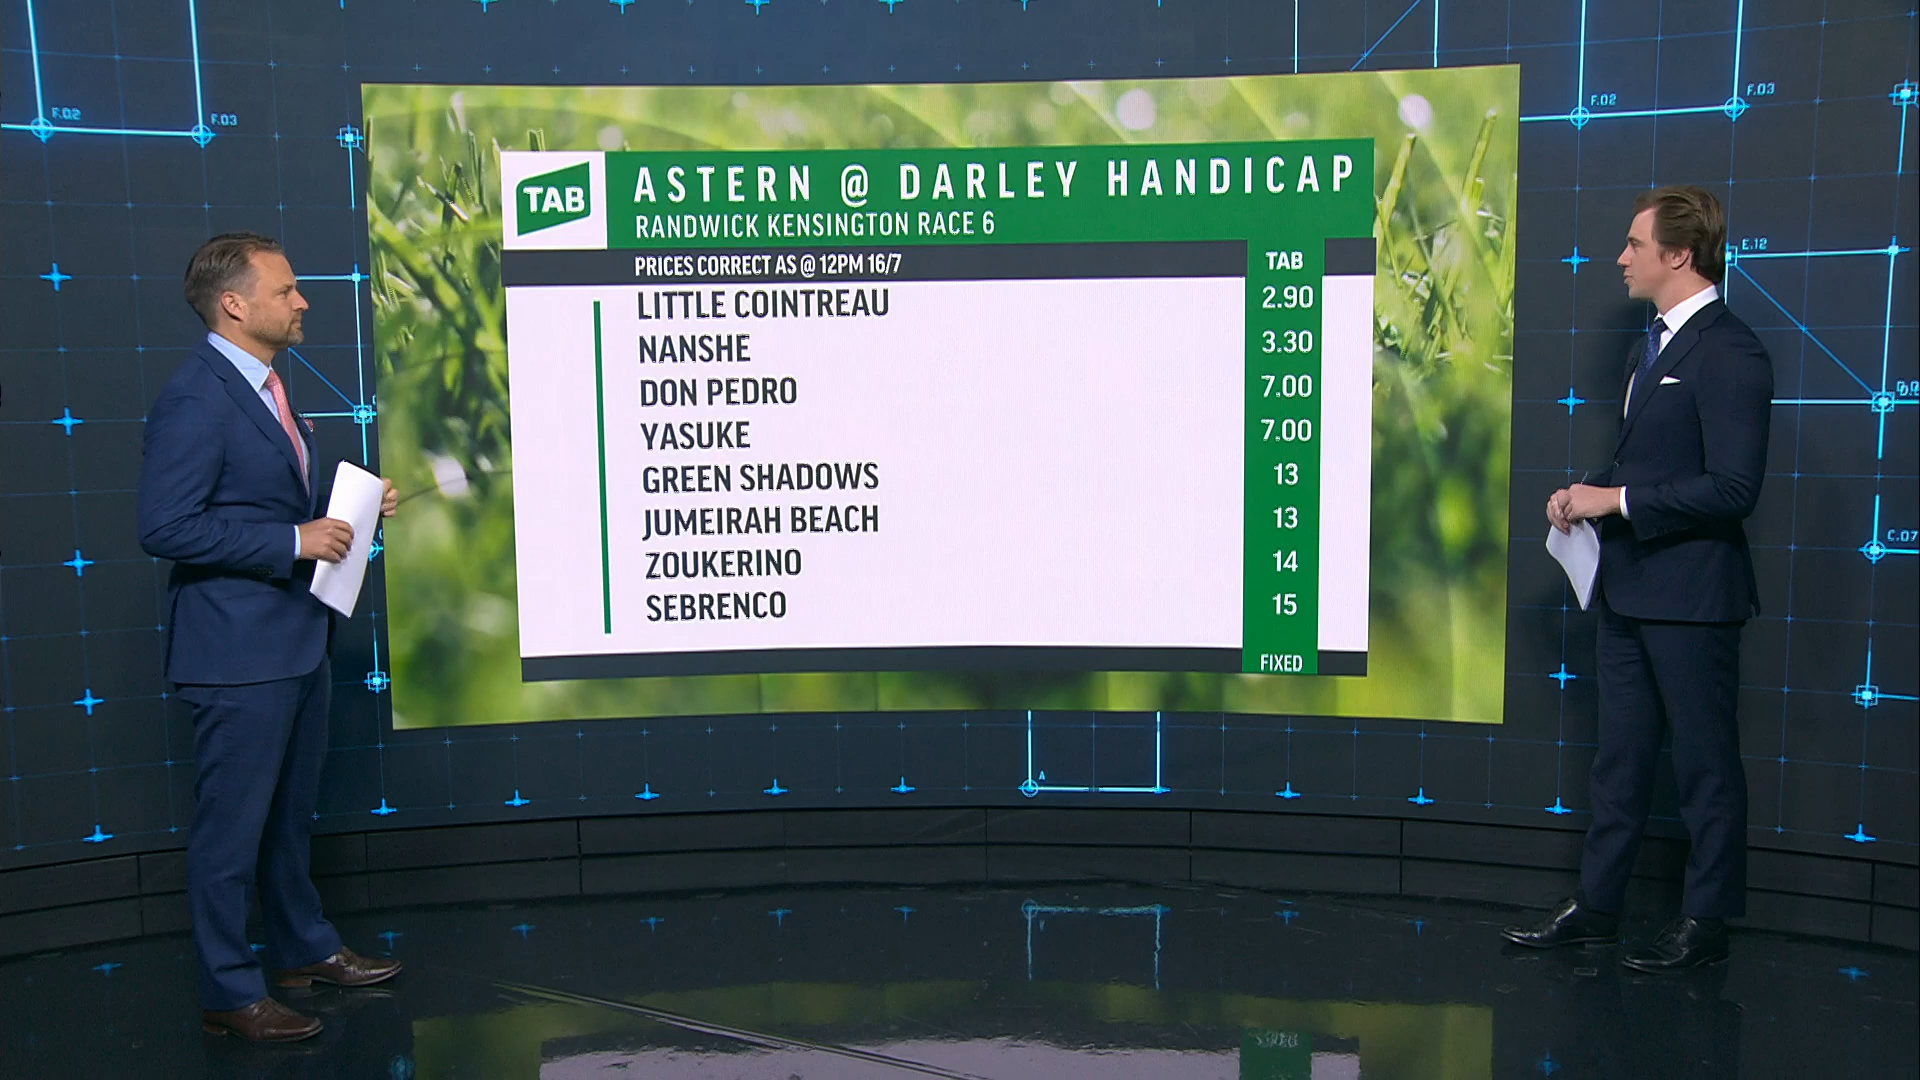 F.02
F.03
F.02
F.03
TAB
ASTERN @ DARLEY HANDICAP
RANDWICK KENSINGTON RACE 6
PRICES CORRECT AS @ 12PM 16/7
TAB
E.12
LITTLE COINTREAU 2.90
NANSHE 3.30
DON PEDRO 7.00
YASUKE 7.00
GREEN SHADOWS 13
JUMEIRAH BEACH 13
ZOUKERINO 14
SEBRENCO 15
C.07
FIXED
A